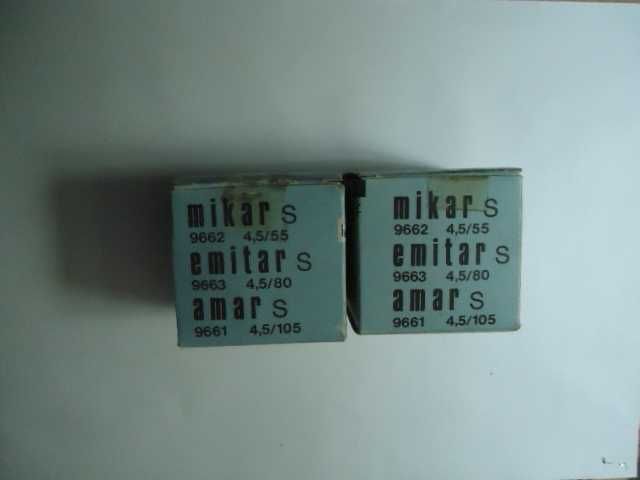 mikar S
9662 4,5/55
emitar S
9663 4,5/80
amar S
9661 4,5/105
mikar S
9662 4,5/55
emitar S
9663 4,5/80
amar S
9661 4,5/105